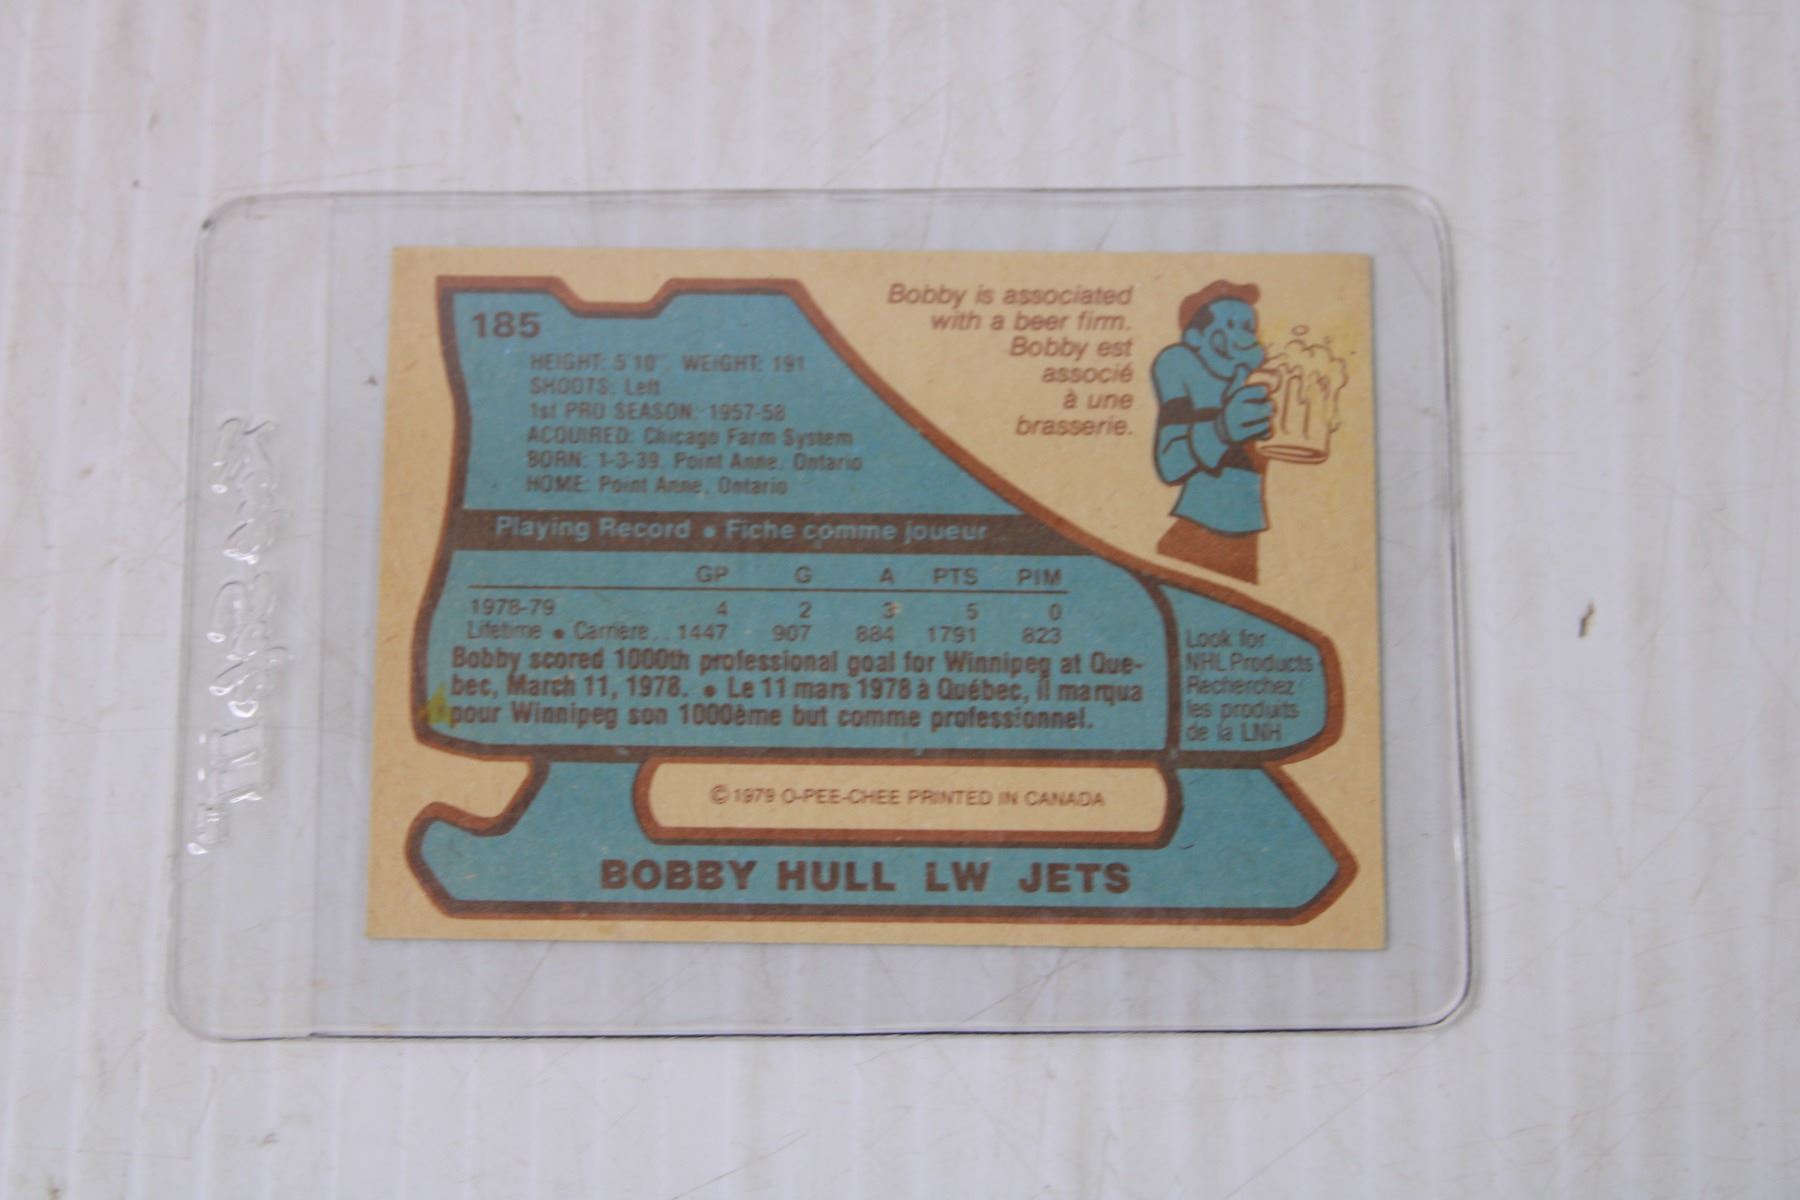 185
HEIGHT: 5'10" WEIGHT: 191
SHOOTS: Left
1st PRO SEASON: 1957-58
ACQUIRED: Chicago Farm System
BORN: 1-3-39. Point Anne, Ontario
HOME: Point Anne, Ontario
Bobby is associated
with a beer firm.
Bobby est
associé
à une
brasserie.
Playing Record • Fiche comme joueur
GP G A PTS PIM
1978-79 4 2 3 5 0
Lifetime • Carrière.. 1447 907 884 1791 823
Bobby scored 1000th professional goal for Winnipeg at Que-
bec, March 11, 1978. • Le 11 mars 1978 à Québec, il marqua
pour Winnipeg son 1000ème but comme professionnel.
Look for
NHL Products
Recherchez
les produits
de la LNH
© 1979 O-PEE-CHEE PRINTED IN CANADA
BOBBY HULL LW JETS